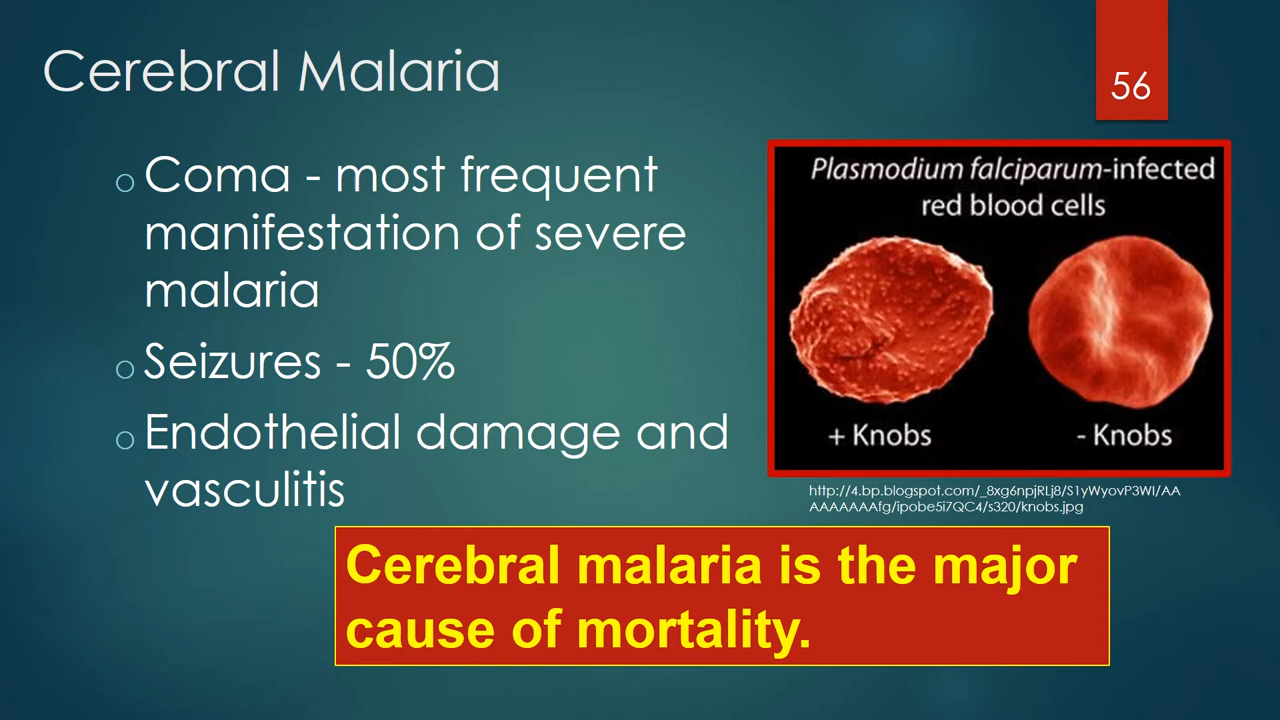 Cerebral Malaria
56
o Coma - most frequent
manifestation of severe
malaria
o Seizures - 50%
o Endothelial damage and
vasculitis
Plasmodium falciparum-infected
red blood cells
+ Knobs
- Knobs
http://4.bp.blogspot.com/_8xg6npjRLj8/S1yWyovP3WI/AA
AAAAAAAfg/ipobe5i7QC4/s320/knobs.jpg
Cerebral malaria is the major
cause of mortality.